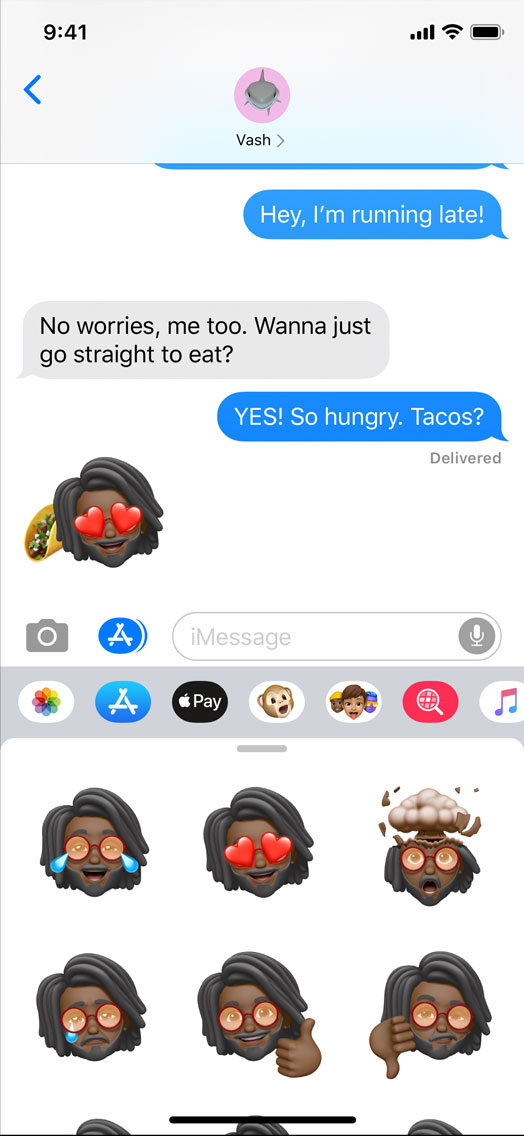 9:41
Vash
Hey, I’m running late!
No worries, me too. Wanna just
go straight to eat?
YES! So hungry. Tacos?
Delivered
iMessage
Pay